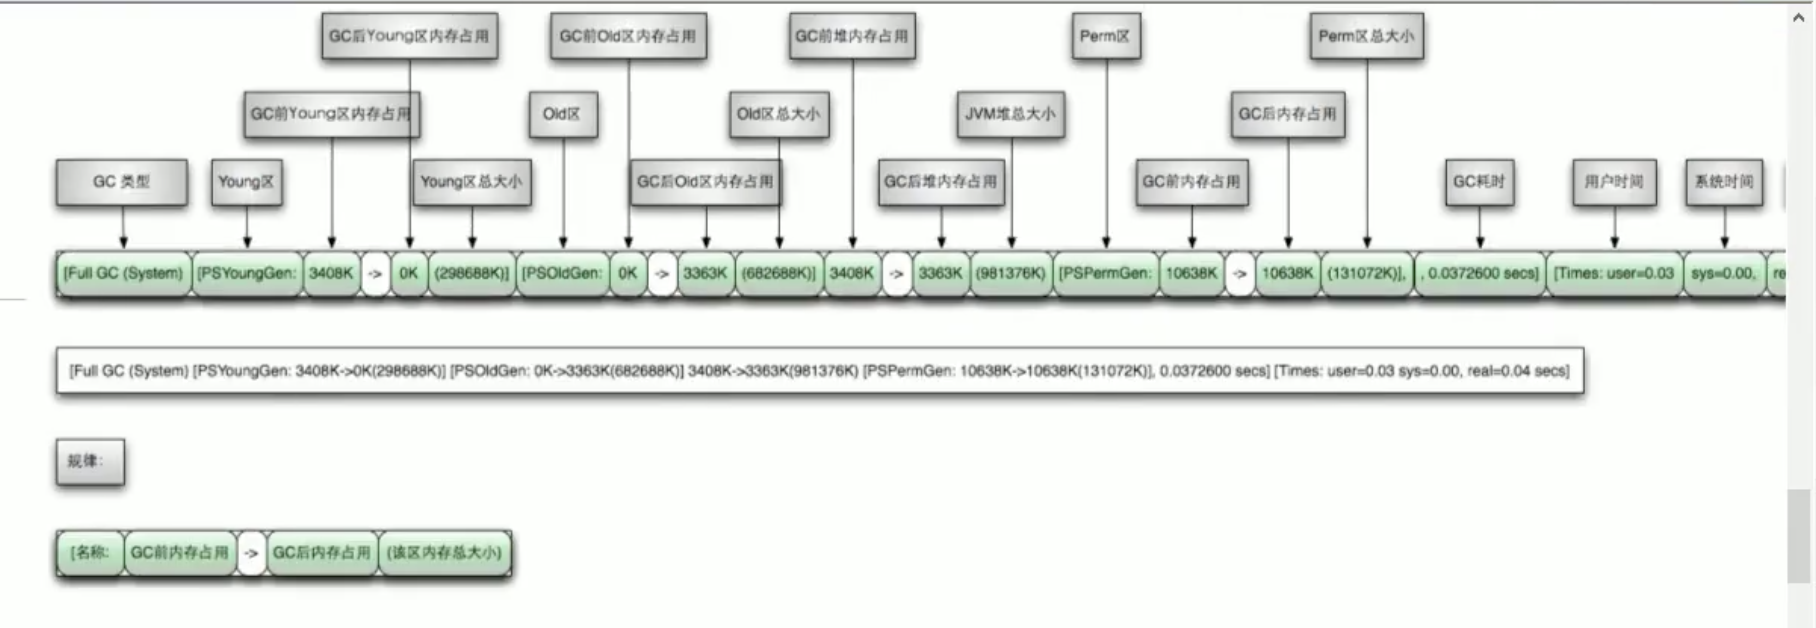 GC后Young区内存占用 GC前Old区内存占用 GC前堆内存占用 Perm区 Perm区总大小
GC前Young区内存占用 Old区 Old区总大小 JVM堆总大小 GC后内存占用
GC 类型 Young区 Young区总大小 GC后Old区内存占用 GC后堆内存占用 GC前内存占用 GC耗时 用户时间 系统时间
[Full GC (System) [PSYoungGen: 3408K -> 0K (298688K)] [PSOldGen: 0K -> 3363K (682688K)] 3408K -> 3363K (981376K) [PSPermGen: 10638K -> 10638K (131072K)], , 0.0372600 secs] [Times: user=0.03 sys=0.00, re
[Full GC (System) [PSYoungGen: 3408K->0K(298688K)] [PSOldGen: 0K->3363K(682688K)] 3408K->3363K(981376K) [PSPermGen: 10638K->10638K(131072K)], 0.0372600 secs] [Times: user=0.03 sys=0.00, real=0.04 secs]
规律:
[名称: GC前内存占用 -> GC后内存占用 (该区内存总大小)